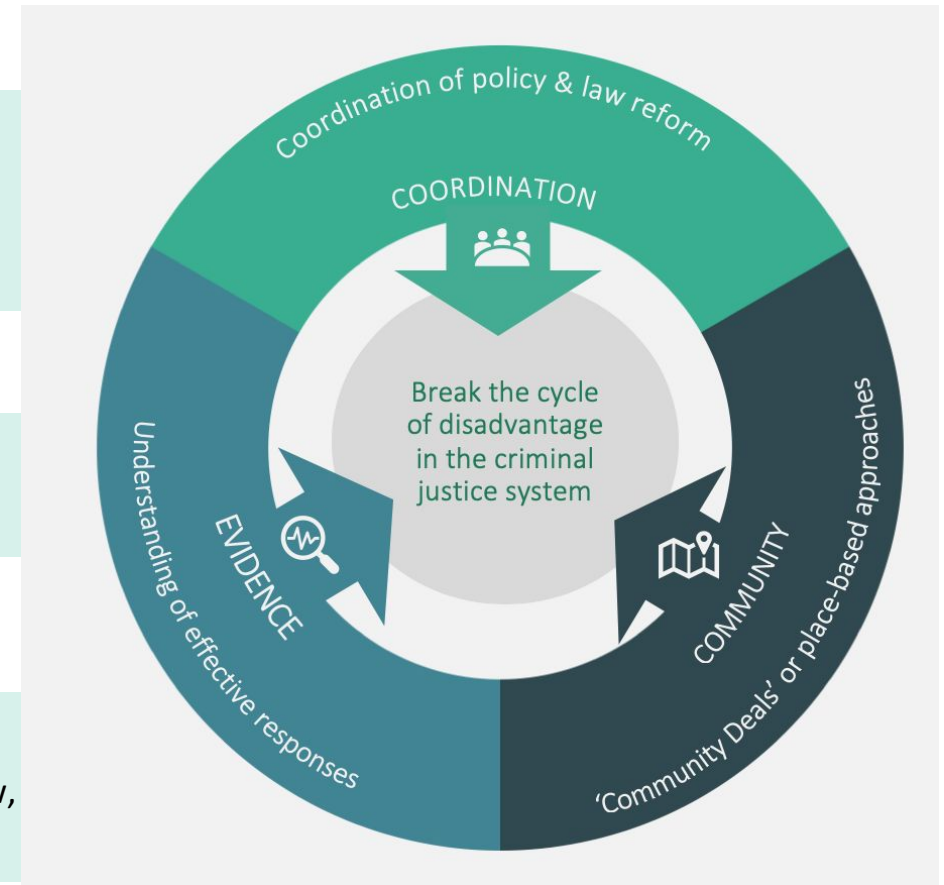 Coordination of policy & law reform
COORDINATION
Break the cycle
of disadvantage
in the criminal
justice system
Understanding of effective responses
EVIDENCE
COMMUNITY
‘Community Deals’ or place-based approaches